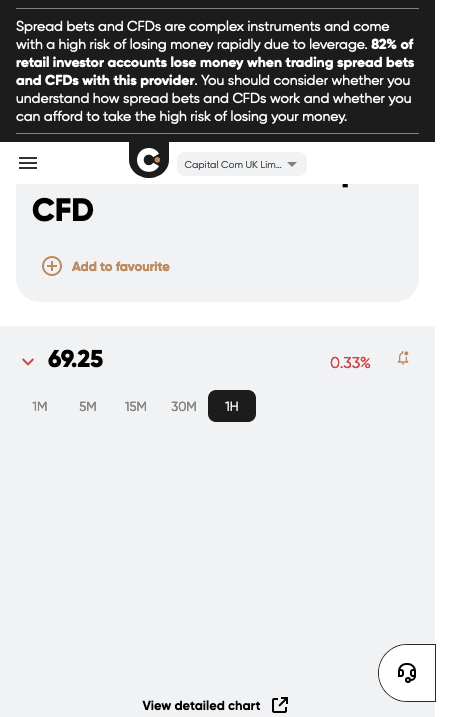 Spread bets and CFDs are complex instruments and come
with a high risk of losing money rapidly due to leverage. 82% of
retail investor accounts lose money when trading spread bets
and CFDs with this provider. You should consider whether you
understand how spread bets and CFDs work and whether you
can afford to take the high risk of losing your money.
Capital Com UK Lim...
CFD
Add to favourite
69.25
0.33%
1M 5M 15M 30M 1H
View detailed chart